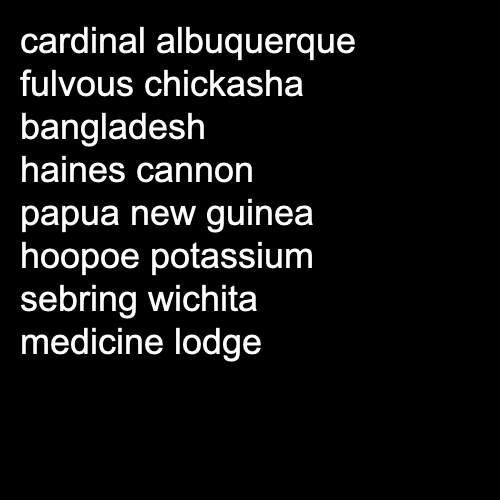 cardinal albuquerque
fulvous chickasha
bangladesh
haines cannon
papua new guinea
hoopoe potassium
sebring wichita
medicine lodge